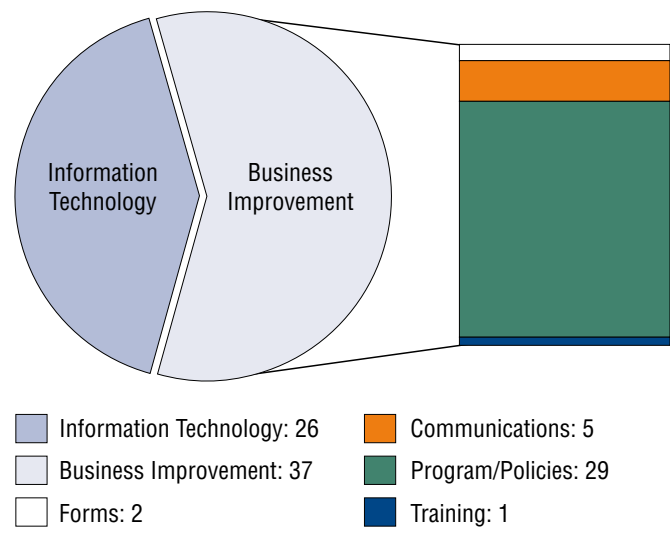 Information
Technology
Business
Improvement
Information Technology: 26
Business Improvement: 37
Forms: 2
Communications: 5
Program/Policies: 29
Training: 1